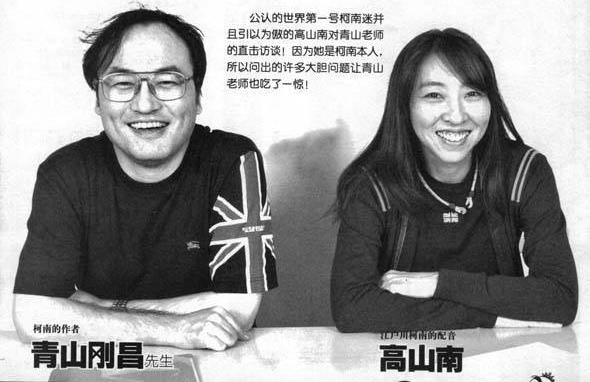 公认的世界第一号柯南迷并
且引以为傲的高山南对青山老师
的直击访谈！因为她是柯南本人，
所以问出的许多大胆问题让青山
老师也吃了一惊！
柯南的作者
青山刚昌先生
江户川柯南的配音
高山南